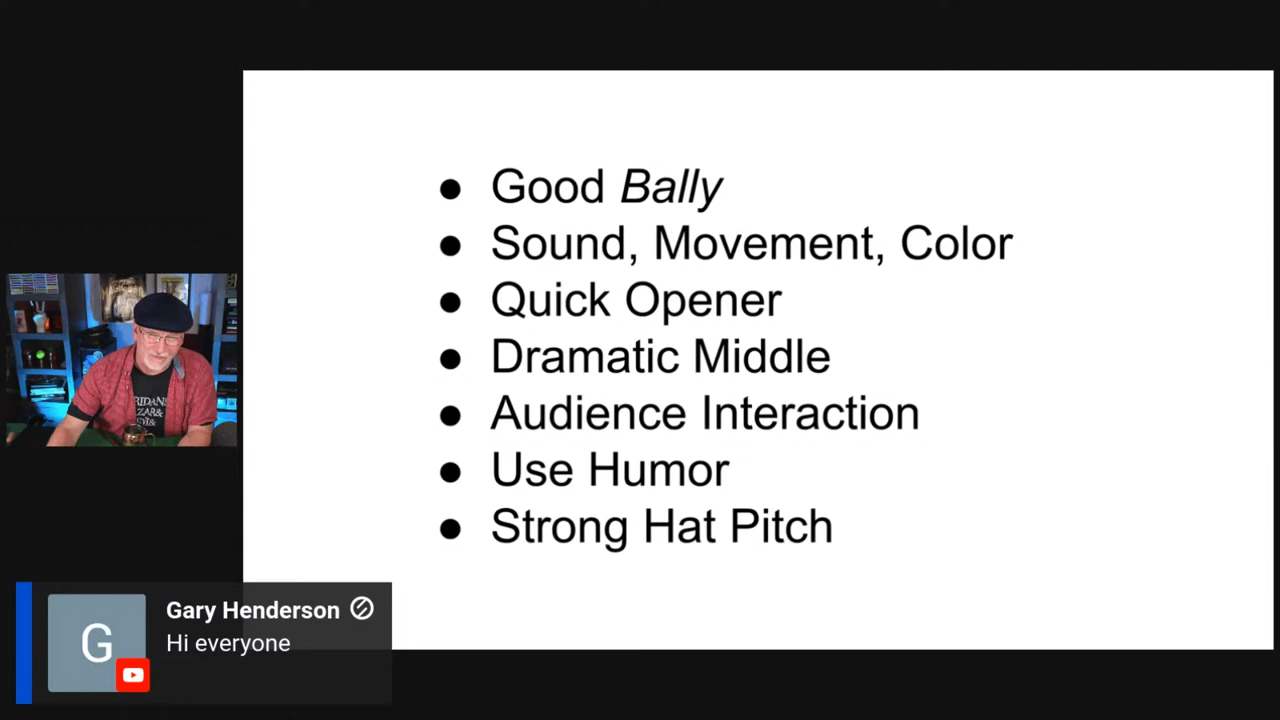 ● Good Bally
● Sound, Movement, Color
● Quick Opener
● Dramatic Middle
● Audience Interaction
● Use Humor
● Strong Hat Pitch
Gary Henderson
Hi everyone
G